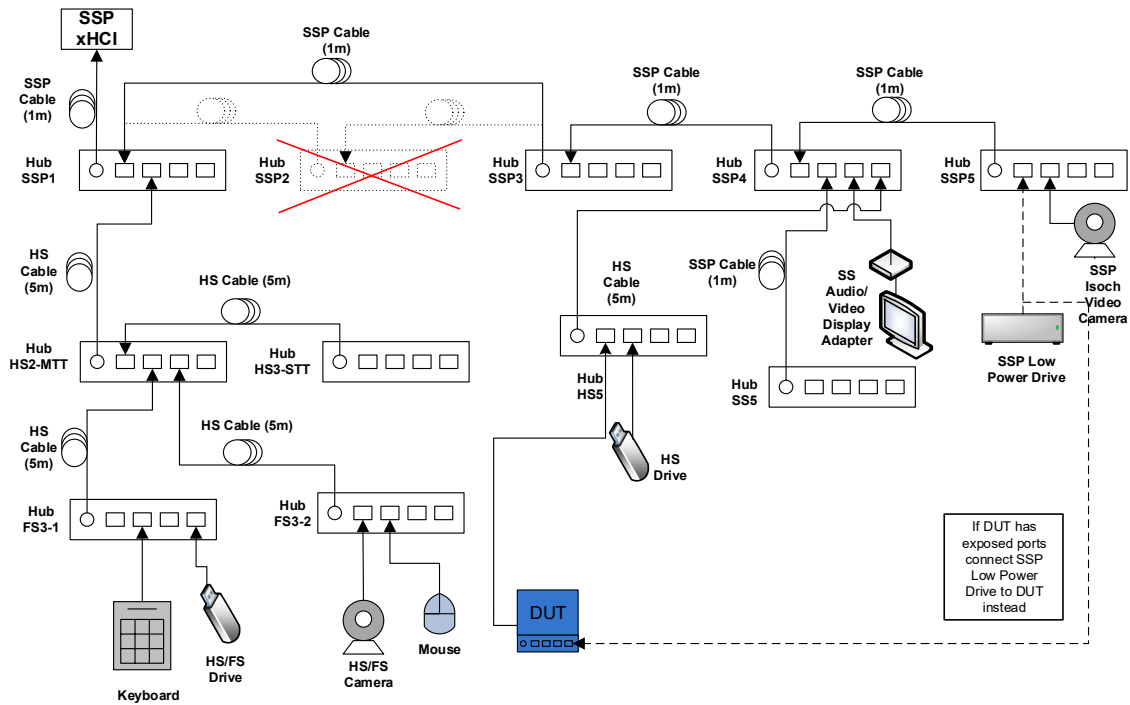 SSP
xHCI
SSP
Cable
(1m)
SSP Cable
(1m)
SSP Cable
(1m)
SSP Cable
(1m)
Hub
SSP1
Hub
SSP2
Hub
SSP3
Hub
SSP4
Hub
SSP5
HS
Cable
(5m)
HS Cable (5m)
HS
Cable
(5m)
SSP Cable
(1m)
SS
Audio/
Video
Display
Adapter
SSP
Isoch
Video
Camera
SSP Low
Power Drive
Hub
HS2-MTT
Hub
HS3-STT
Hub
HS5
Hub
SS5
HS
Cable
(5m)
HS Cable (5m)
HS
Drive
Hub
FS3-1
Hub
FS3-2
If DUT has
exposed ports
connect SSP
Low Power
Drive to DUT
instead
DUT
Keyboard
HS/FS
Drive
HS/FS
Camera
Mouse